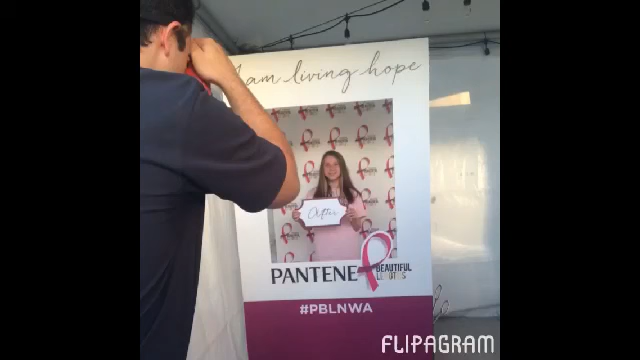 I am living hope
After
PANTENE BEAUTIFUL
LENGTHS
#PBLNWA
FLIPAGRAM